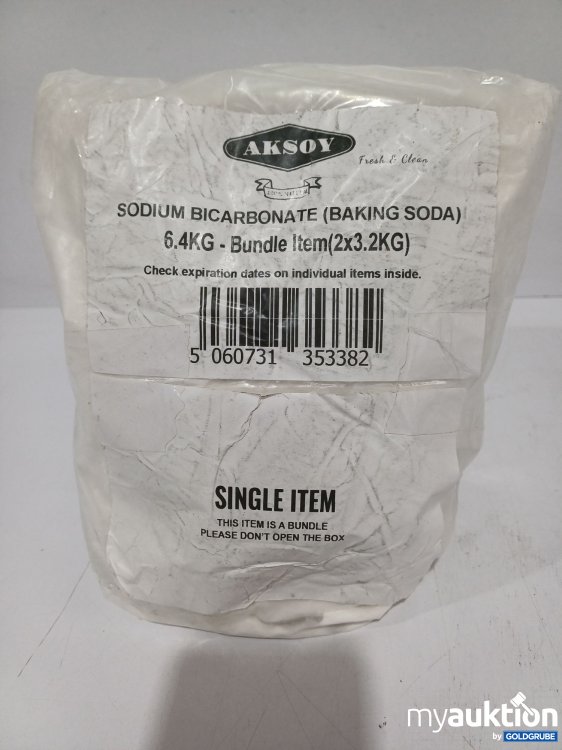 AKSOY
Fresh & Clean
SODIUM BICARBONATE (BAKING SODA)
6.4KG - Bundle Item(2x3.2KG)
Check expiration dates on individual items inside.
5 060731 353382
SINGLE ITEM
THIS ITEM IS A BUNDLE
PLEASE DON'T OPEN THE BOX
myauktion
by GOLDGRUBE